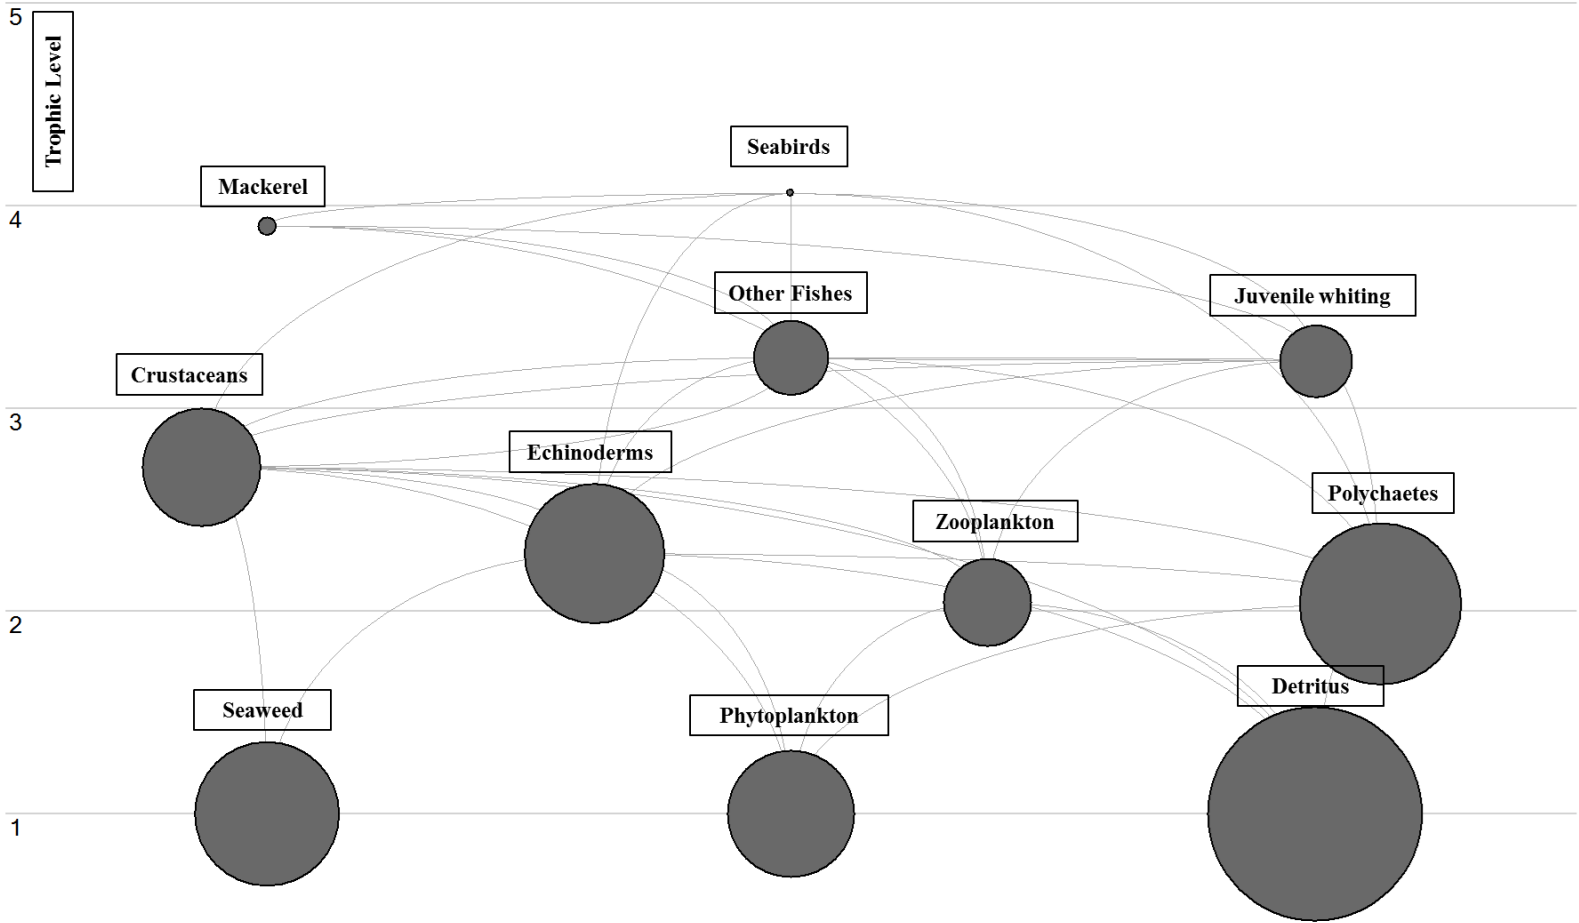 5
Trophic Level
Seabirds
Mackerel
4
Other Fishes
Juvenile whiting
Crustaceans
3
Echinoderms
Polychaetes
Zooplankton
2
Detritus
Seaweed
Phytoplankton
1